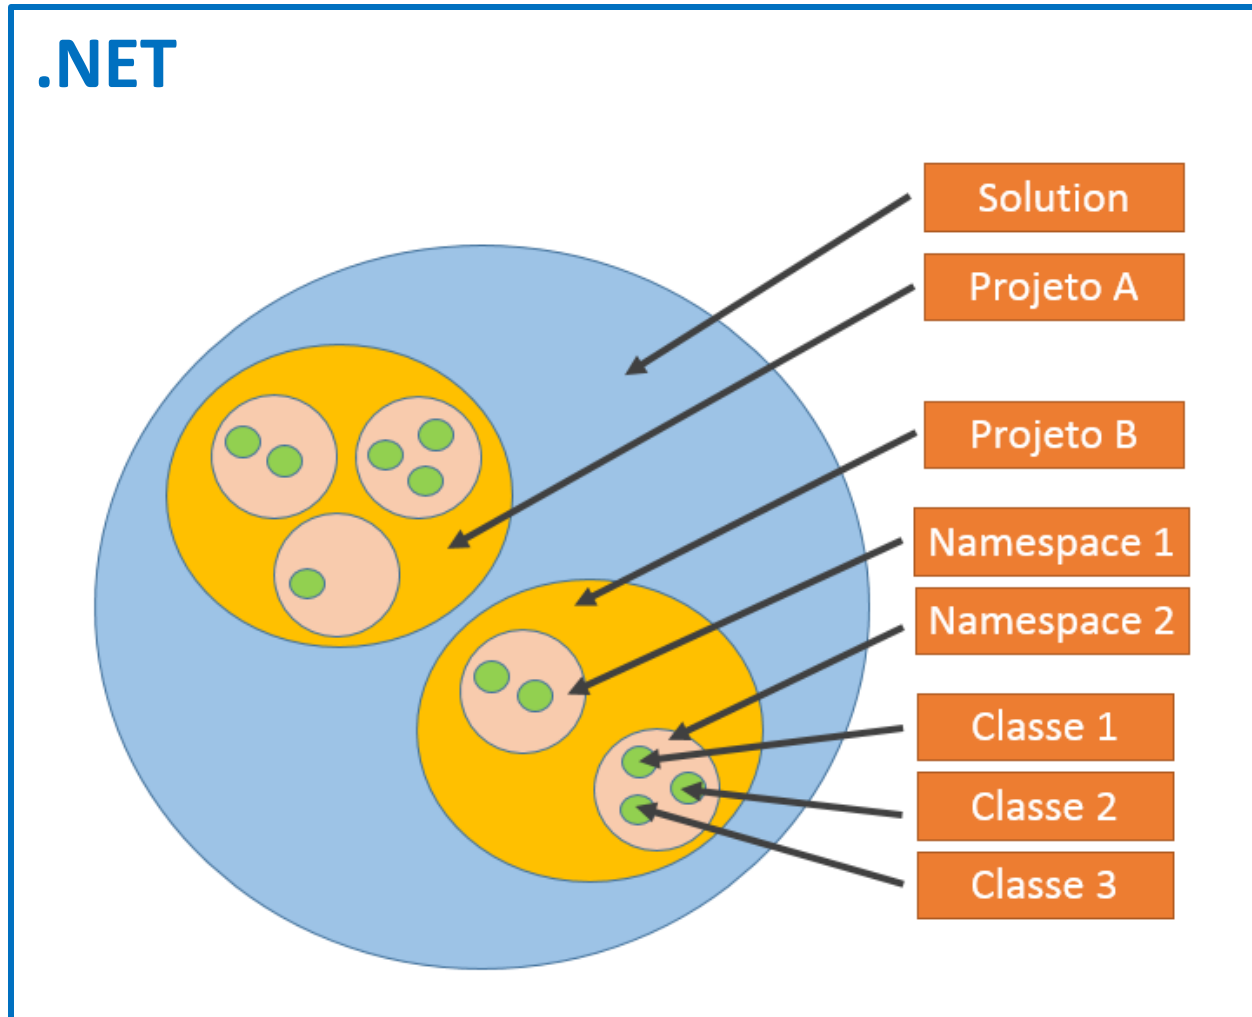 .NET
Solution
Projeto A
Projeto B
Namespace 1
Namespace 2
Classe 1
Classe 2
Classe 3